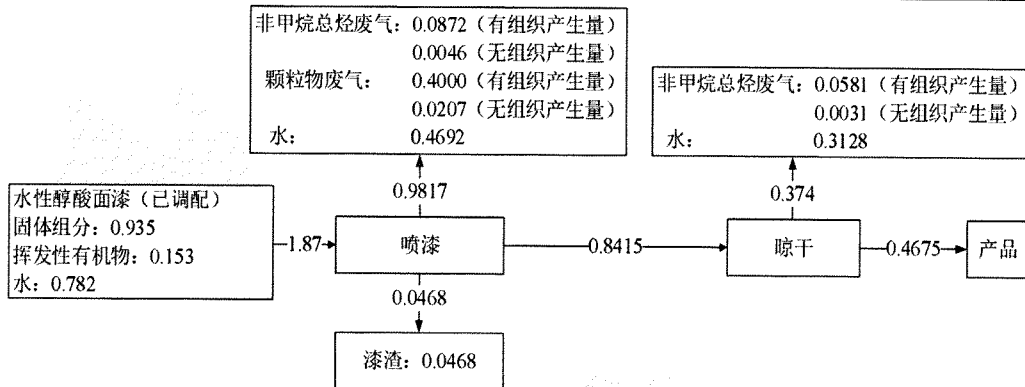 非甲烷总烃废气：0.0872（有组织产生量）
0.0046（无组织产生量）
颗粒物废气： 0.4000（有组织产生量）
0.0207（无组织产生量）
水： 0.4692
非甲烷总烃废气：0.0581（有组织产生量）
0.0031（无组织产生量）
水： 0.3128
0.9817
0.374
水性醇酸面漆（已调配）
固体组分：0.935
挥发性有机物：0.153
水：0.782
1.87
喷漆
0.8415
晾干
0.4675
产品
0.0468
漆渣：0.0468